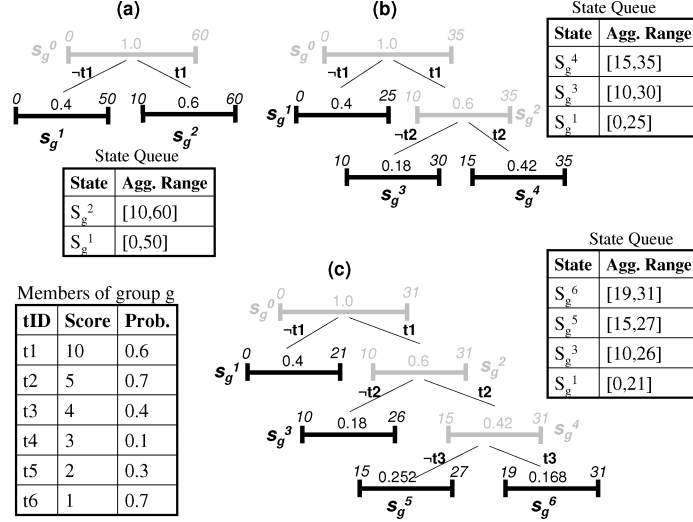 (a)
0 60
s_g^0 1.0
¬t1 t1
0 50 10 60
0.4 0.6
s_g^1 s_g^2
State Queue
State Agg. Range
S_g^2 [10,60]
S_g^1 [0,50]
(b)
0 35
s_g^0 1.0
¬t1 t1
0 25 10 35
s_g^1 0.4 0.6 s_g^2
¬t2 t2
10 30 15 35
0.18 0.42
s_g^3 s_g^4
State Queue
State Agg. Range
S_g^4 [15,35]
S_g^3 [10,30]
S_g^1 [0,25]
Members of group g
tID Score Prob.
t1 10 0.6
t2 5 0.7
t3 4 0.4
t4 3 0.1
t5 2 0.3
t6 1 0.7
(c)
0 31
s_g^0 1.0
¬t1 t1
0 21 10 31
s_g^1 0.4 0.6 s_g^2
¬t2 t2
10 26 15 31
s_g^3 0.18 0.42 s_g^4
¬t3 t3
15 27 19 31
0.252 0.168
s_g^5 s_g^6
State Queue
State Agg. Range
S_g^6 [19,31]
S_g^5 [15,27]
S_g^3 [10,26]
S_g^1 [0,21]